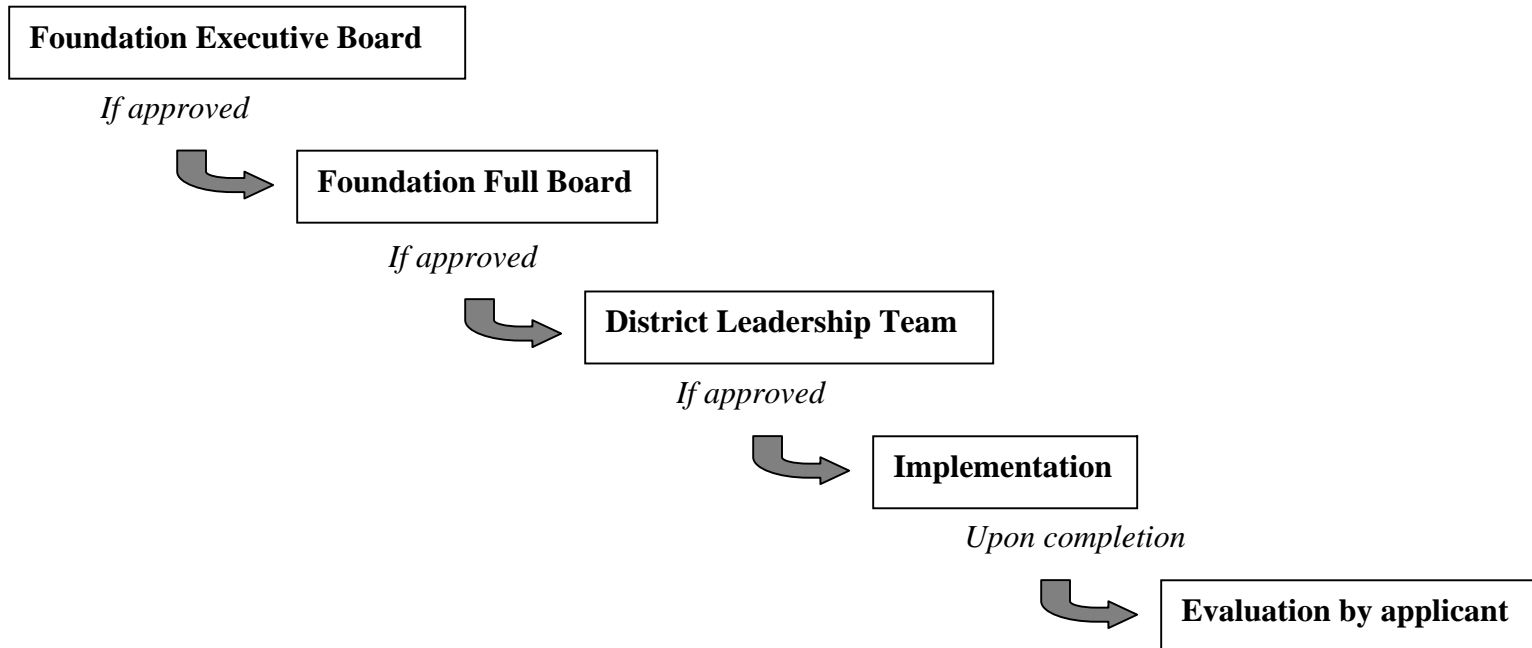 Foundation Executive Board
If approved
Foundation Full Board
If approved
District Leadership Team
If approved
Implementation
Upon completion
Evaluation by applicant